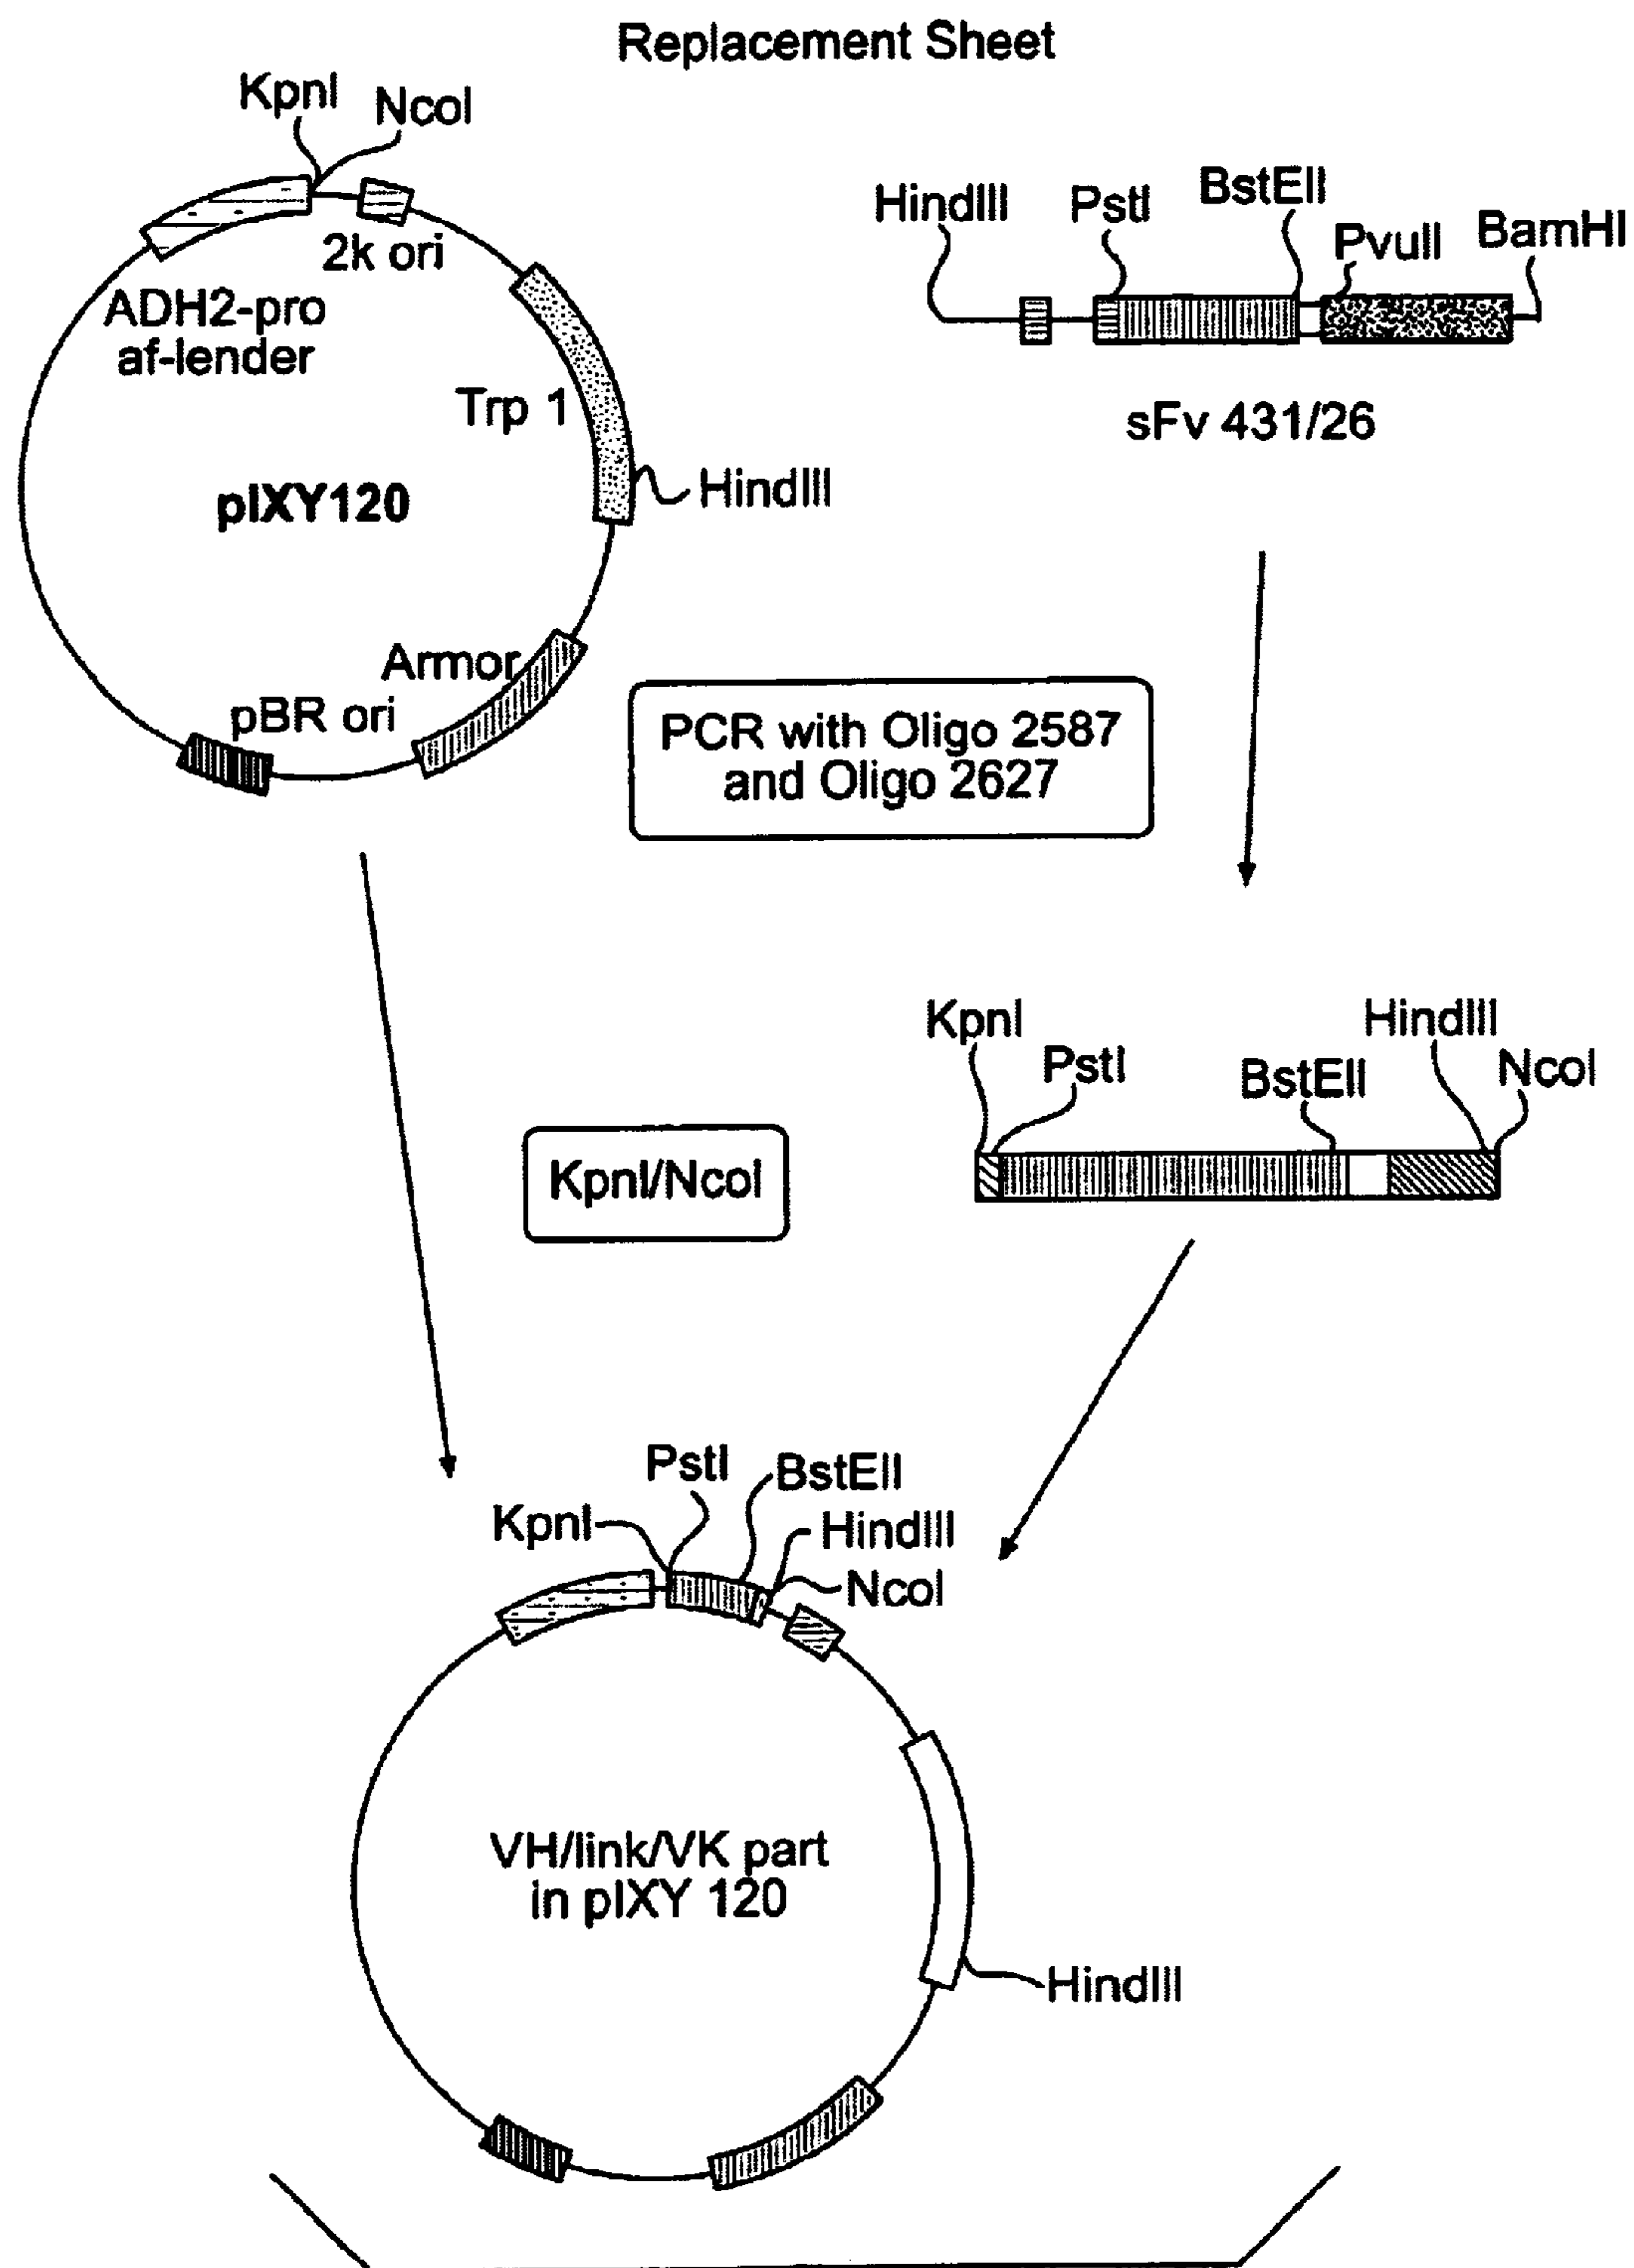 Replacement Sheet
KpnI
NcoI
2k ori
ADH2-pro
af-lender
Trp 1
pIXY120
HindIII
Armor
pBR ori
HindIII
PstI
BstEII
PvuII
BamHI
sFv 431/26
PCR with Oligo 2587
and Oligo 2627
KpnI
PstI
BstEII
HindIII
NcoI
KpnI/NcoI
KpnI
PstI
BstEII
HindIII
NcoI
VH/link/VK part
in pIXY 120
HindIII